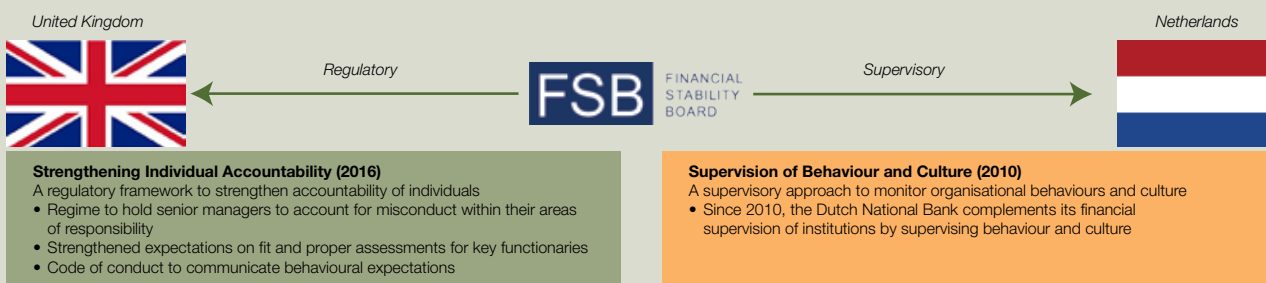 United Kingdom
Netherlands
Regulatory
FSB
FINANCIAL
STABILITY
BOARD
Supervisory
Strengthening Individual Accountability (2016)
A regulatory framework to strengthen accountability of individuals
• Regime to hold senior managers to account for misconduct within their areas
of responsibility
• Strengthened expectations on fit and proper assessments for key functionaries
• Code of conduct to communicate behavioural expectations
Supervision of Behaviour and Culture (2010)
A supervisory approach to monitor organisational behaviours and culture
• Since 2010, the Dutch National Bank complements its financial
supervision of institutions by supervising behaviour and culture